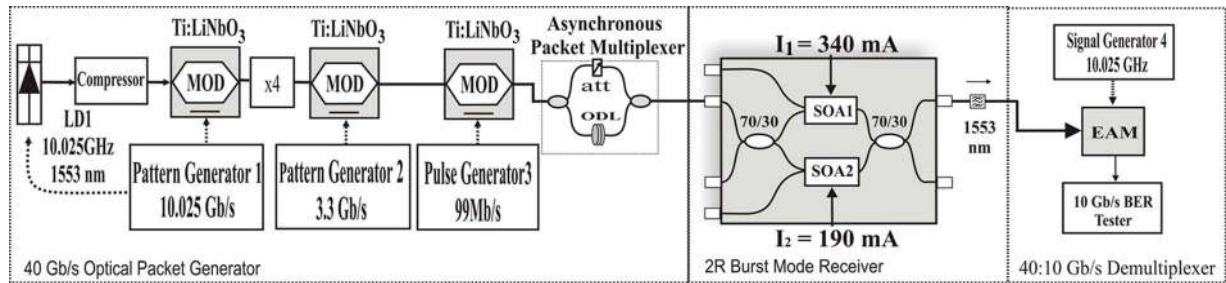 Ti:LiNbO3
Ti:LiNbO3
Ti:LiNbO3
Asynchronous
Packet Multiplexer
Compressor
MOD
x4
MOD
MOD
att
ODL
LD1
10.025GHz
1553 nm
Pattern Generator 1
10.025 Gb/s
Pattern Generator 2
3.3 Gb/s
Pulse Generator3
99Mb/s
40 Gb/s Optical Packet Generator
I1 = 340 mA
70/30
SOA1
70/30
SOA2
I2 = 190 mA
1553
nm
2R Burst Mode Receiver
Signal Generator 4
10.025 GHz
EAM
10 Gb/s BER
Tester
40:10 Gb/s Demultiplexer